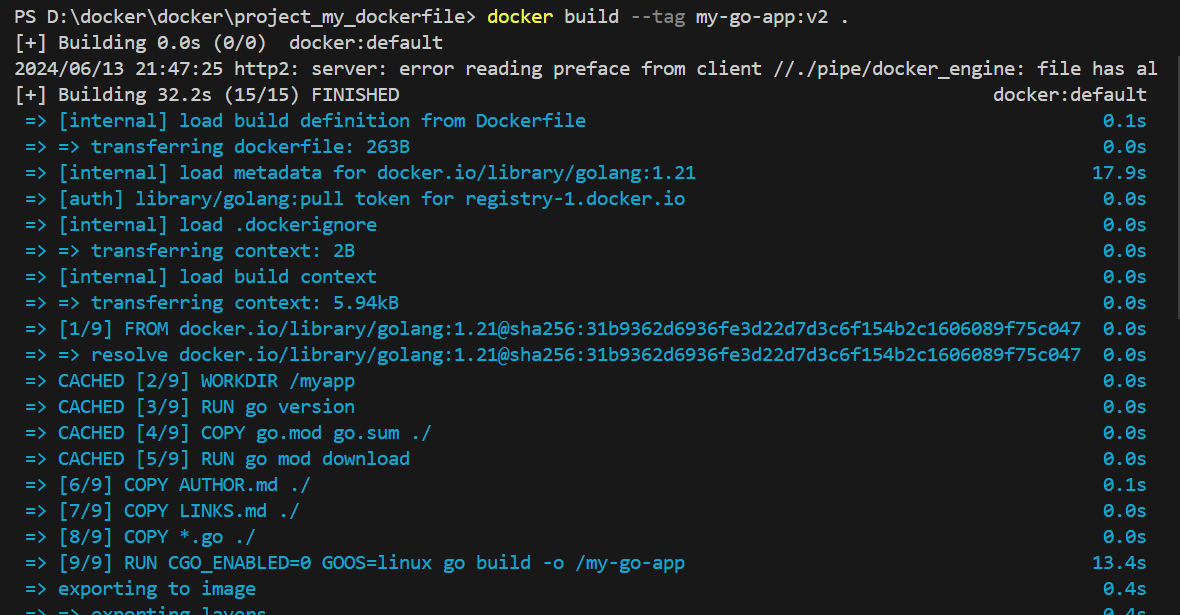 PS D:\docker\docker\project_my_dockerfile> docker build --tag my-go-app:v2 .
[+] Building 0.0s (0/0)  docker:default
2024/06/13 21:47:25 http2: server: error reading preface from client //./pipe/docker_engine: file has al
[+] Building 32.2s (15/15) FINISHED docker:default
=> [internal] load build definition from Dockerfile 0.1s
=> => transferring dockerfile: 263B 0.0s
=> [internal] load metadata for docker.io/library/golang:1.21 17.9s
=> [auth] library/golang:pull token for registry-1.docker.io 0.0s
=> [internal] load .dockerignore 0.0s
=> => transferring context: 2B 0.0s
=> [internal] load build context 0.0s
=> => transferring context: 5.94kB 0.0s
=> [1/9] FROM docker.io/library/golang:1.21@sha256:31b9362d6936fe3d22d7d3c6f154b2c1606089f75c047 0.0s
=> => resolve docker.io/library/golang:1.21@sha256:31b9362d6936fe3d22d7d3c6f154b2c1606089f75c047 0.0s
=> CACHED [2/9] WORKDIR /myapp 0.0s
=> CACHED [3/9] RUN go version 0.0s
=> CACHED [4/9] COPY go.mod go.sum ./ 0.0s
=> CACHED [5/9] RUN go mod download 0.0s
=> [6/9] COPY AUTHOR.md ./ 0.1s
=> [7/9] COPY LINKS.md ./ 0.0s
=> [8/9] COPY *.go ./ 0.0s
=> [9/9] RUN CGO_ENABLED=0 GOOS=linux go build -o /my-go-app 13.4s
=> exporting to image 0.4s
=> => exporting layers 0.4s